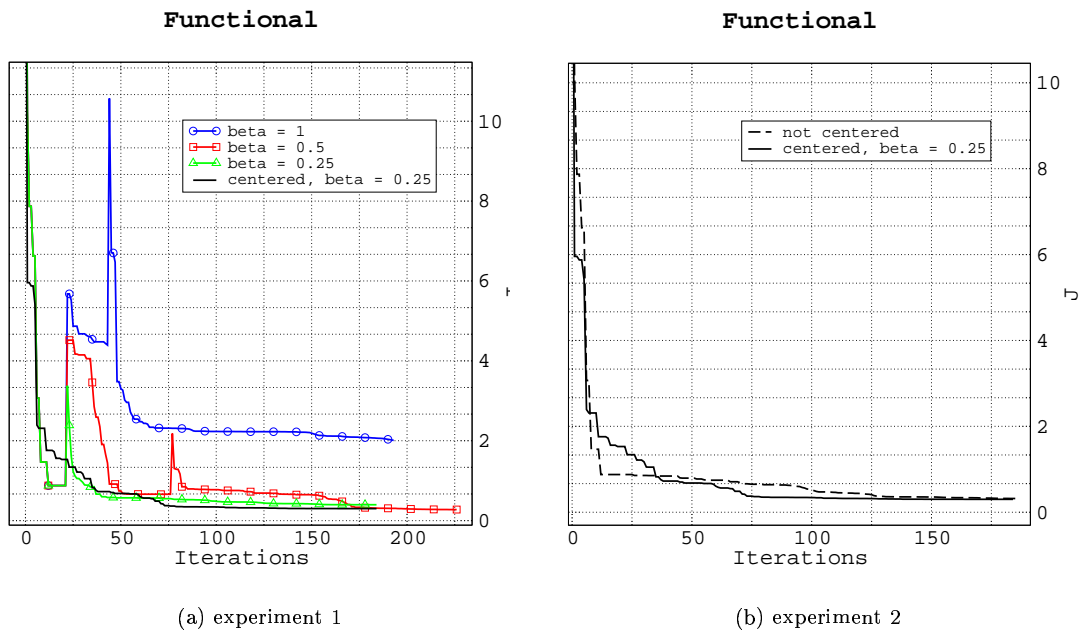 Functional
10
8
6
4
2
0
beta = 1
beta = 0.5
beta = 0.25
centered, beta = 0.25
0
50
100
150
200
Iterations
(a) experiment 1
Functional
10
8
6
4
2
0
J
not centered
centered, beta = 0.25
0
50
100
150
Iterations
(b) experiment 2